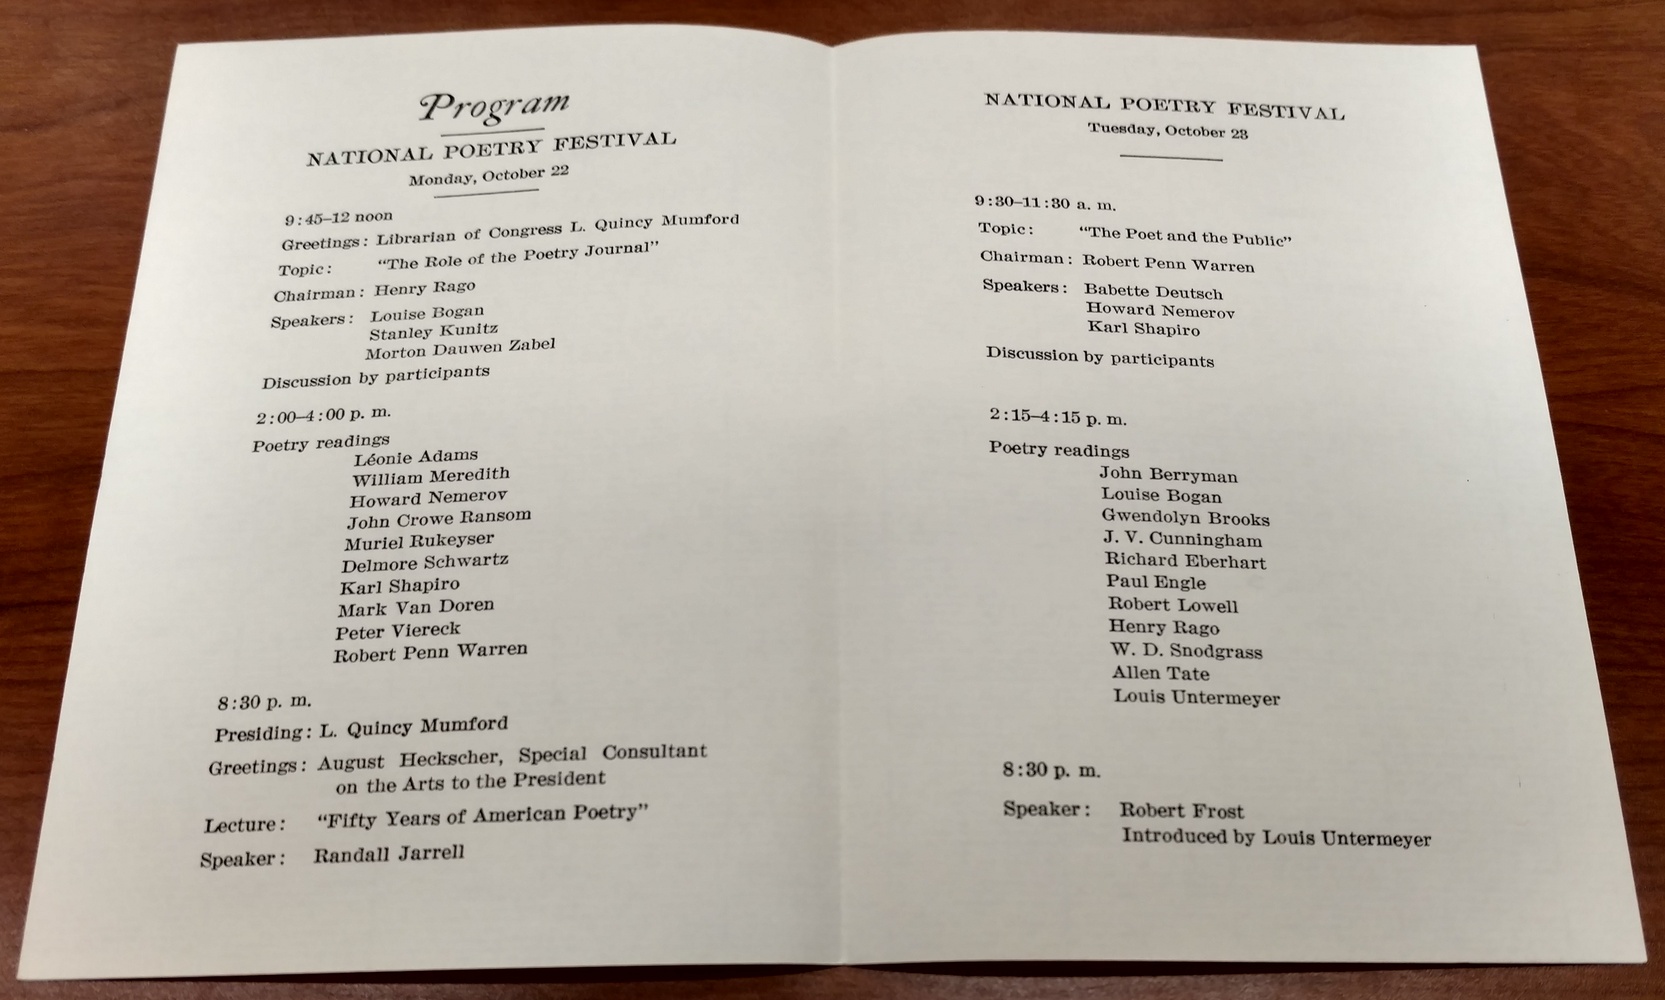 Program
NATIONAL POETRY FESTIVAL
Monday, October 22
9:45–12 noon
Greetings: Librarian of Congress L. Quincy Mumford
Topic: “The Role of the Poetry Journal”
Chairman: Henry Rago
Speakers: Louise Bogan
Stanley Kunitz
Morton Dauwen Zabel
Discussion by participants
2:00–4:00 p. m.
Poetry readings
Léonie Adams
William Meredith
Howard Nemerov
John Crowe Ransom
Muriel Rukeyser
Delmore Schwartz
Karl Shapiro
Mark Van Doren
Peter Viereck
Robert Penn Warren
8:30 p. m.
Presiding: L. Quincy Mumford
Greetings: August Heckscher, Special Consultant
on the Arts to the President
Lecture: “Fifty Years of American Poetry”
Speaker: Randall Jarrell
NATIONAL POETRY FESTIVAL
Tuesday, October 23
9:30–11:30 a. m.
Topic: “The Poet and the Public”
Chairman: Robert Penn Warren
Speakers: Babette Deutsch
Howard Nemerov
Karl Shapiro
Discussion by participants
2:15–4:15 p. m.
Poetry readings
John Berryman
Louise Bogan
Gwendolyn Brooks
J. V. Cunningham
Richard Eberhart
Paul Engle
Robert Lowell
Henry Rago
W. D. Snodgrass
Allen Tate
Louis Untermeyer
8:30 p. m.
Speaker: Robert Frost
Introduced by Louis Untermeyer